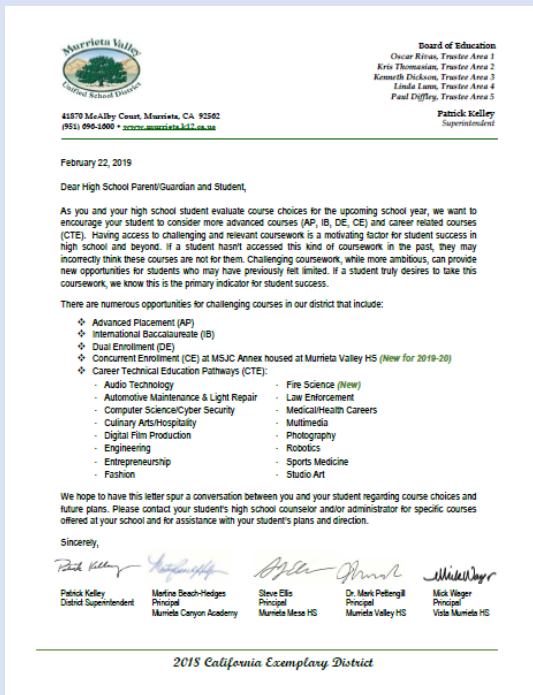 Murrieta Valley
Unified School District
Board of Education
Oscar Rivas, Trustee Area 1
Kris Thomasian, Trustee Area 2
Kenneth Dickson, Trustee Area 3
Linda Lunn, Trustee Area 4
Paul Diffley, Trustee Area 5
41870 McAlby Court, Murrieta, CA 92562
(951) 696-1600 • www.murrieta.k12.ca.us
Patrick Kelley
Superintendent
February 22, 2019
Dear High School Parent/Guardian and Student,
As you and your high school student evaluate course choices for the upcoming school year, we want to
encourage your student to consider more advanced courses (AP, IB, DE, CE) and career related courses
(CTE). Having access to challenging and relevant coursework is a motivating factor for student success in
high school and beyond. If a student hasn't accessed this kind of coursework in the past, they may
incorrectly think these courses are not for them. Challenging coursework, while more ambitious, can provide
new opportunities for students who may have previously felt limited. If a student truly desires to take this
coursework, we know this is the primary indicator for student success.
There are numerous opportunities for challenging courses in our district that include:
❖ Advanced Placement (AP)
❖ International Baccalaureate (IB)
❖ Dual Enrollment (DE)
❖ Concurrent Enrollment (CE) at MSJC Annex housed at Murrieta Valley HS (New for 2019-20)
❖ Career Technical Education Pathways (CTE):
- Audio Technology
- Automotive Maintenance & Light Repair
- Computer Science/Cyber Security
- Culinary Arts/Hospitality
- Digital Film Production
- Engineering
- Entrepreneurship
- Fashion
- Fire Science (New)
- Law Enforcement
- Medical/Health Careers
- Multimedia
- Photography
- Robotics
- Sports Medicine
- Studio Art
We hope to have this letter spur a conversation between you and your student regarding course choices and
future plans. Please contact your student's high school counselor and/or administrator for specific courses
offered at your school and for assistance with your student's plans and direction.
Sincerely,
Patrick Kelley
District Superintendent
Martina Beach-Hedges
Principal
Murrieta Canyon Academy
Steve Ellis
Principal
Murrieta Mesa HS
Dr. Mark Pettengill
Principal
Murrieta Valley HS
Mick Wager
Principal
Vista Murrieta HS
2018 California Exemplary District